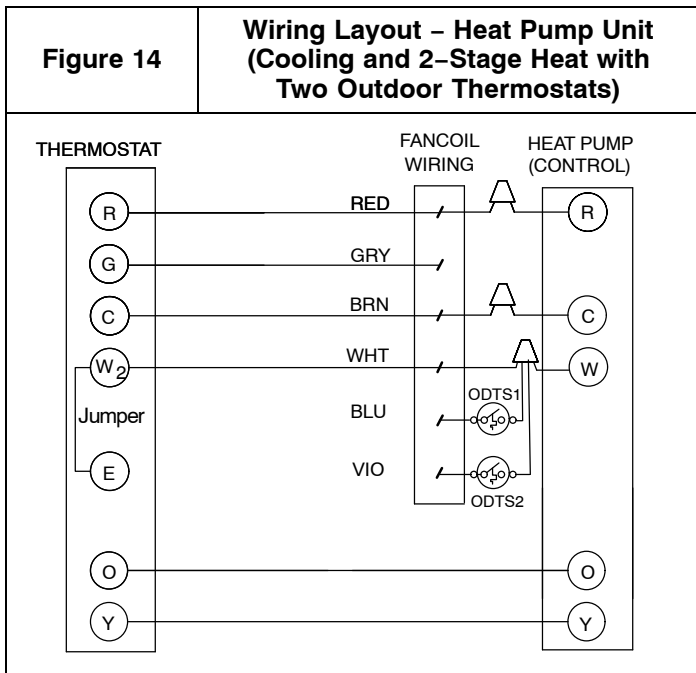 Figure 14
Wiring Layout – Heat Pump Unit
(Cooling and 2–Stage Heat with
Two Outdoor Thermostats)
THERMOSTAT
FANCOIL
WIRING
HEAT PUMP
(CONTROL)
R
RED
R
G
GRY
C
BRN
C
W2
WHT
W
Jumper
BLU
ODTS1
E
VIO
ODTS2
O
O
Y
Y